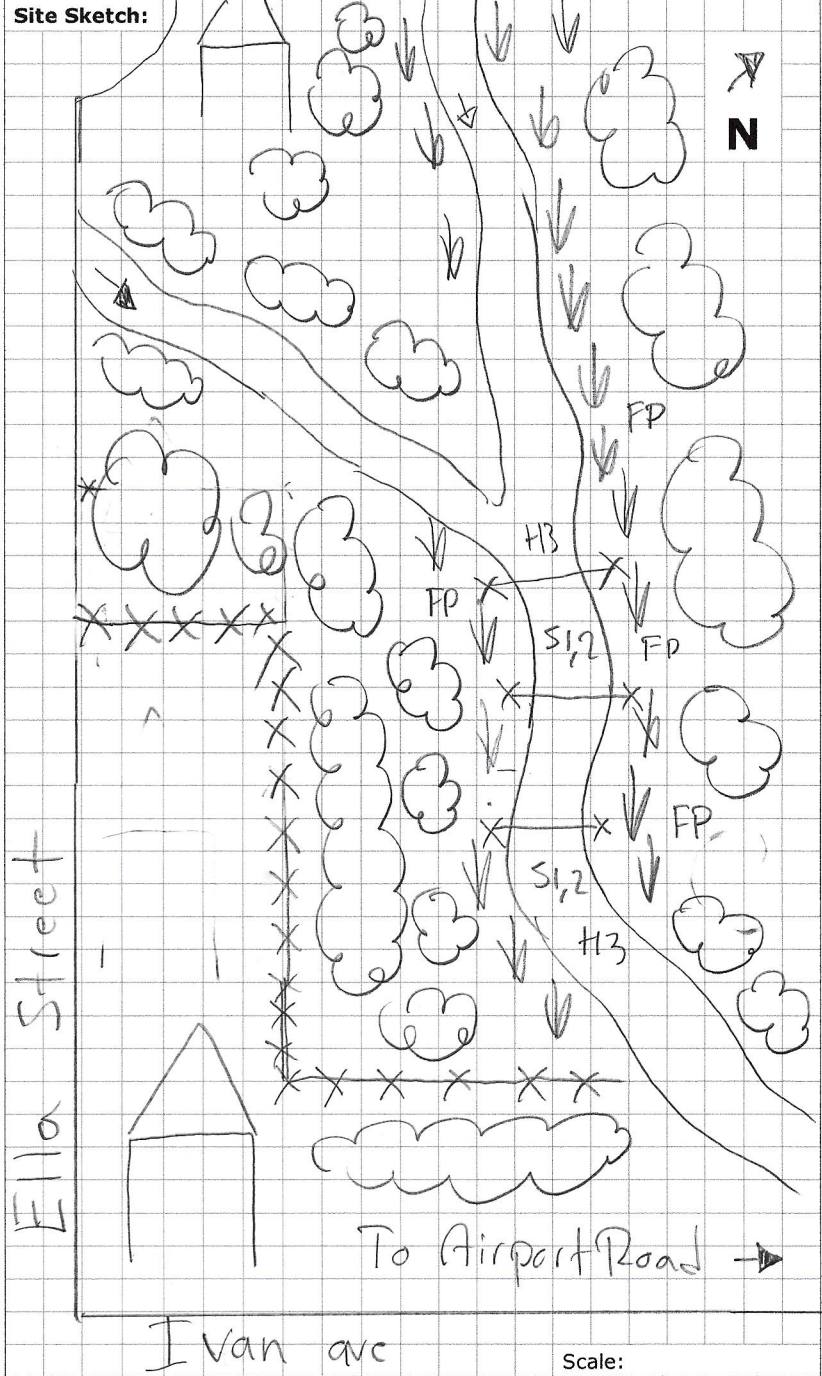 Site Sketch:
N
FP
H3
FP
S1,2
FP
FP
S1,2
H3
Ella Street
To Airport Road
Ivan ave
Scale: